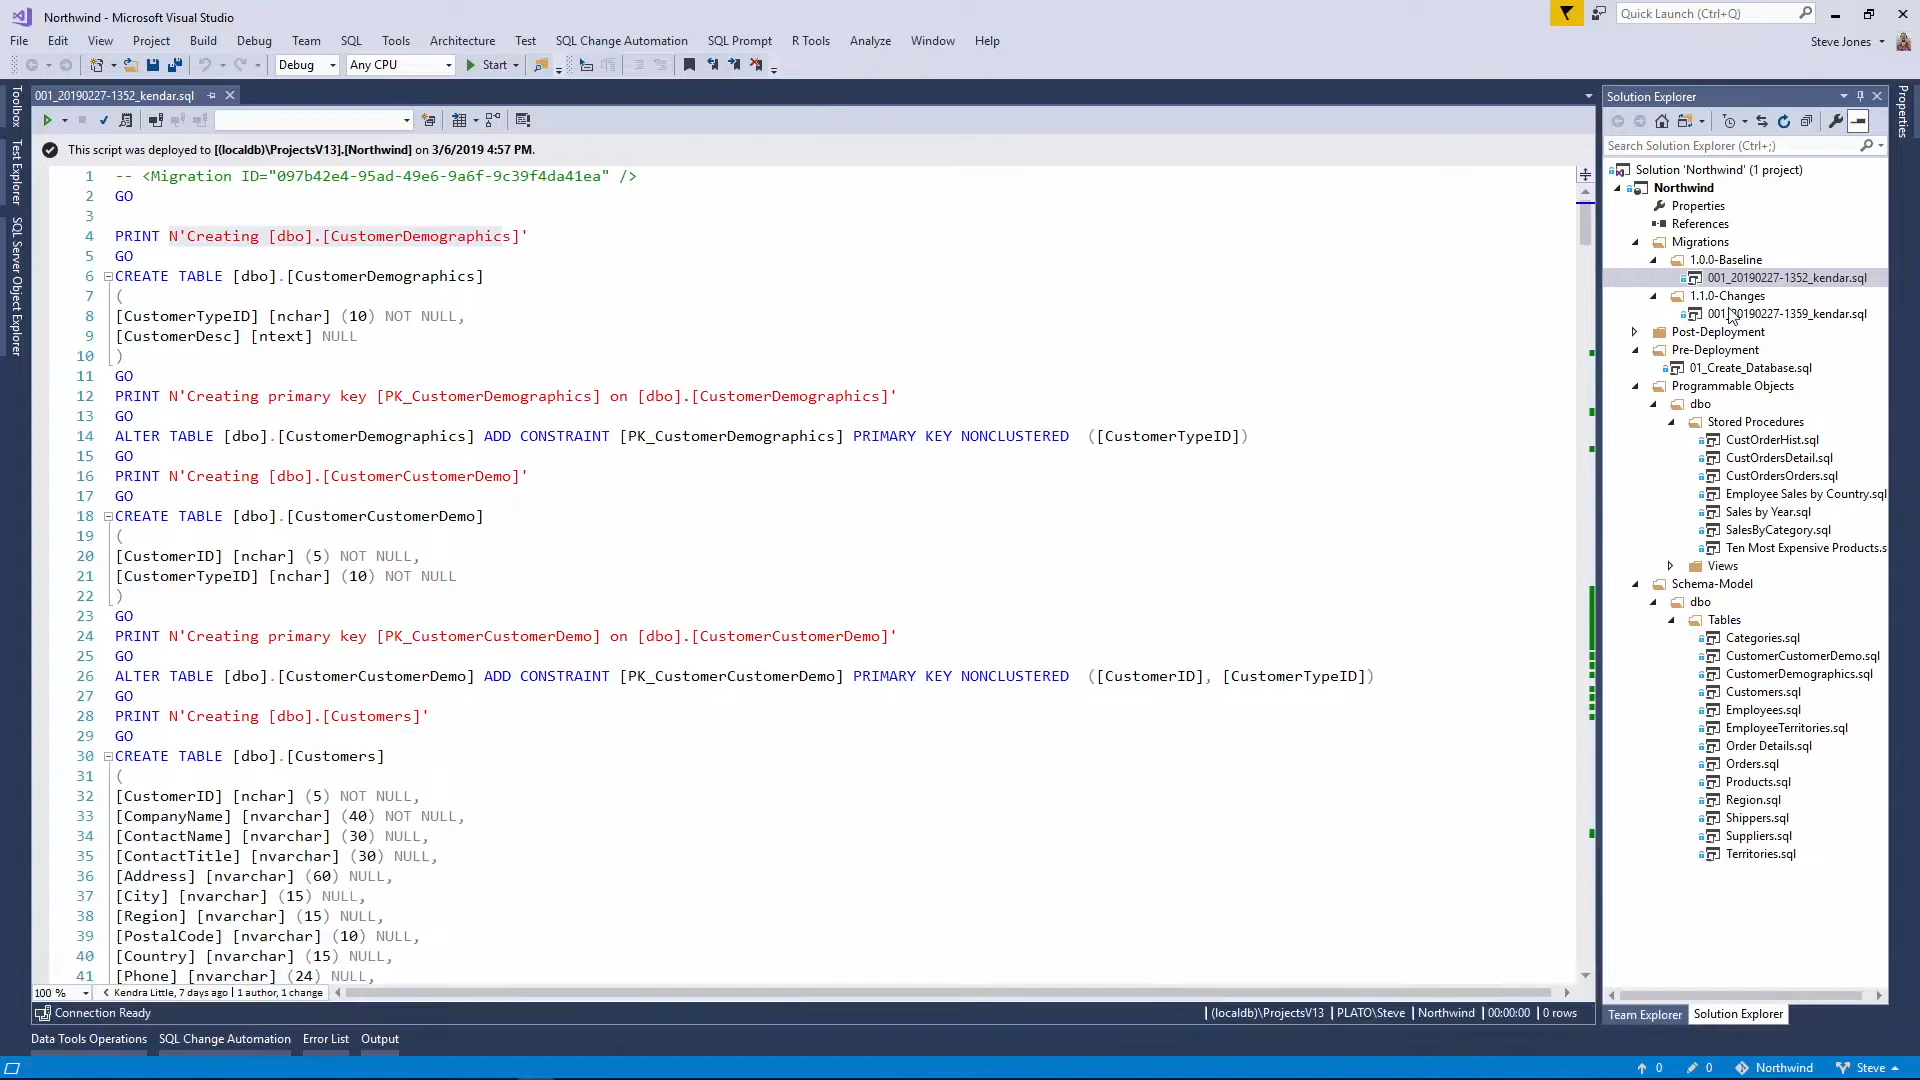 Northwind - Microsoft Visual Studio
Quick Launch (Ctrl+Q)
File Edit View Project Build Debug Team SQL Tools Architecture Test SQL Change Automation SQL Prompt R Tools Analyze Window Help
Steve Jones
Debug Any CPU Start
001_20190227-1352_kendar.sql
This script was deployed to [(localdb)\ProjectsV13].[Northwind] on 3/6/2019 4:57 PM.
1 -- <Migration ID="097b42e4-95ad-49e6-9a6f-9c39f4da41ea" />
2 GO
3
4 PRINT N'Creating [dbo].[CustomerDemographics]'
5 GO
6 CREATE TABLE [dbo].[CustomerDemographics]
7 (
8 [CustomerTypeID] [nchar] (10) NOT NULL,
9 [CustomerDesc] [ntext] NULL
10 )
11 GO
12 PRINT N'Creating primary key [PK_CustomerDemographics] on [dbo].[CustomerDemographics]'
13 GO
14 ALTER TABLE [dbo].[CustomerDemographics] ADD CONSTRAINT [PK_CustomerDemographics] PRIMARY KEY NONCLUSTERED ([CustomerTypeID])
15 GO
16 PRINT N'Creating [dbo].[CustomerCustomerDemo]'
17 GO
18 CREATE TABLE [dbo].[CustomerCustomerDemo]
19 (
20 [CustomerID] [nchar] (5) NOT NULL,
21 [CustomerTypeID] [nchar] (10) NOT NULL
22 )
23 GO
24 PRINT N'Creating primary key [PK_CustomerCustomerDemo] on [dbo].[CustomerCustomerDemo]'
25 GO
26 ALTER TABLE [dbo].[CustomerCustomerDemo] ADD CONSTRAINT [PK_CustomerCustomerDemo] PRIMARY KEY NONCLUSTERED ([CustomerID], [CustomerTypeID])
27 GO
28 PRINT N'Creating [dbo].[Customers]'
29 GO
30 CREATE TABLE [dbo].[Customers]
31 (
32 [CustomerID] [nchar] (5) NOT NULL,
33 [CompanyName] [nvarchar] (40) NOT NULL,
34 [ContactName] [nvarchar] (30) NULL,
35 [ContactTitle] [nvarchar] (30) NULL,
36 [Address] [nvarchar] (60) NULL,
37 [City] [nvarchar] (15) NULL,
38 [Region] [nvarchar] (15) NULL,
39 [PostalCode] [nvarchar] (10) NULL,
40 [Country] [nvarchar] (15) NULL,
41 [Phone] [nvarchar] (24) NULL,
100 % Kendra Little, 7 days ago | 1 author, 1 change
Connection Ready
(localdb)\ProjectsV13 PLATO\Steve Northwind 00:00:00 0 rows
Data Tools Operations SQL Change Automation Error List Output
Toolbox
Test Explorer
SQL Server Object Explorer
Solution Explorer
Search Solution Explorer (Ctrl+;)
Solution 'Northwind' (1 project)
Northwind
Properties
References
Migrations
1.0.0-Baseline
001_20190227-1352_kendar.sql
1.1.0-Changes
001_20190227-1359_kendar.sql
Post-Deployment
Pre-Deployment
01_Create_Database.sql
Programmable Objects
dbo
Stored Procedures
CustOrderHist.sql
CustOrdersDetail.sql
CustOrdersOrders.sql
Employee Sales by Country.sql
Sales by Year.sql
SalesByCategory.sql
Ten Most Expensive Products.s
Views
Schema-Model
dbo
Tables
Categories.sql
CustomerCustomerDemo.sql
CustomerDemographics.sql
Customers.sql
Employees.sql
EmployeeTerritories.sql
Order Details.sql
Orders.sql
Products.sql
Region.sql
Shippers.sql
Suppliers.sql
Territories.sql
Team Explorer Solution Explorer
Properties
0 0 Northwind Steve